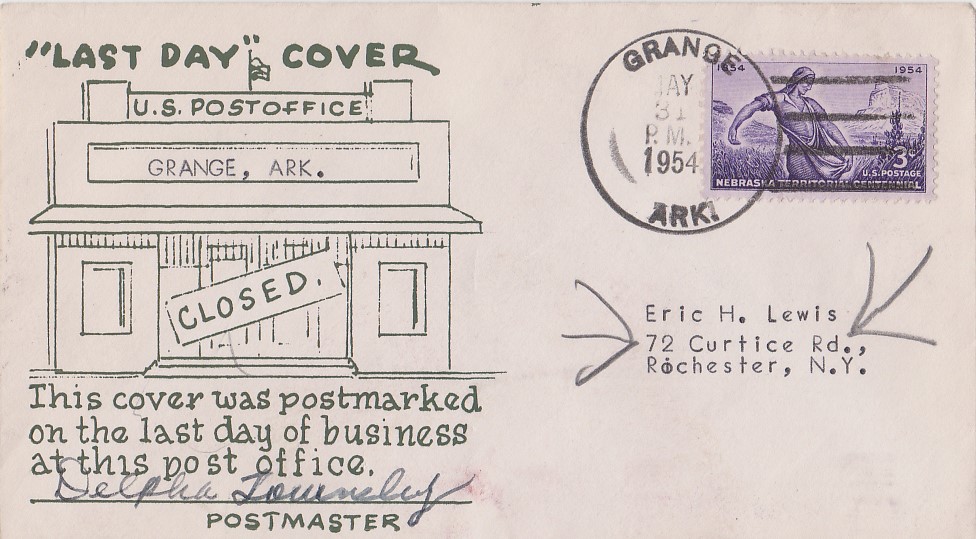 "LAST DAY" COVER
U.S. POSTOFFICE
GRANGE, ARK.
CLOSED.
This cover was postmarked
on the last day of business
at this post office.
Delpha
POSTMASTER
GRANGE
MAY
31
P.M.
1954
ARK.
1854 1954
3¢
U.S. POSTAGE
NEBRASKA TERRITORIAL CENTENNIAL
Eric H. Lewis
72 Curtice Rd.,
Rochester, N.Y.